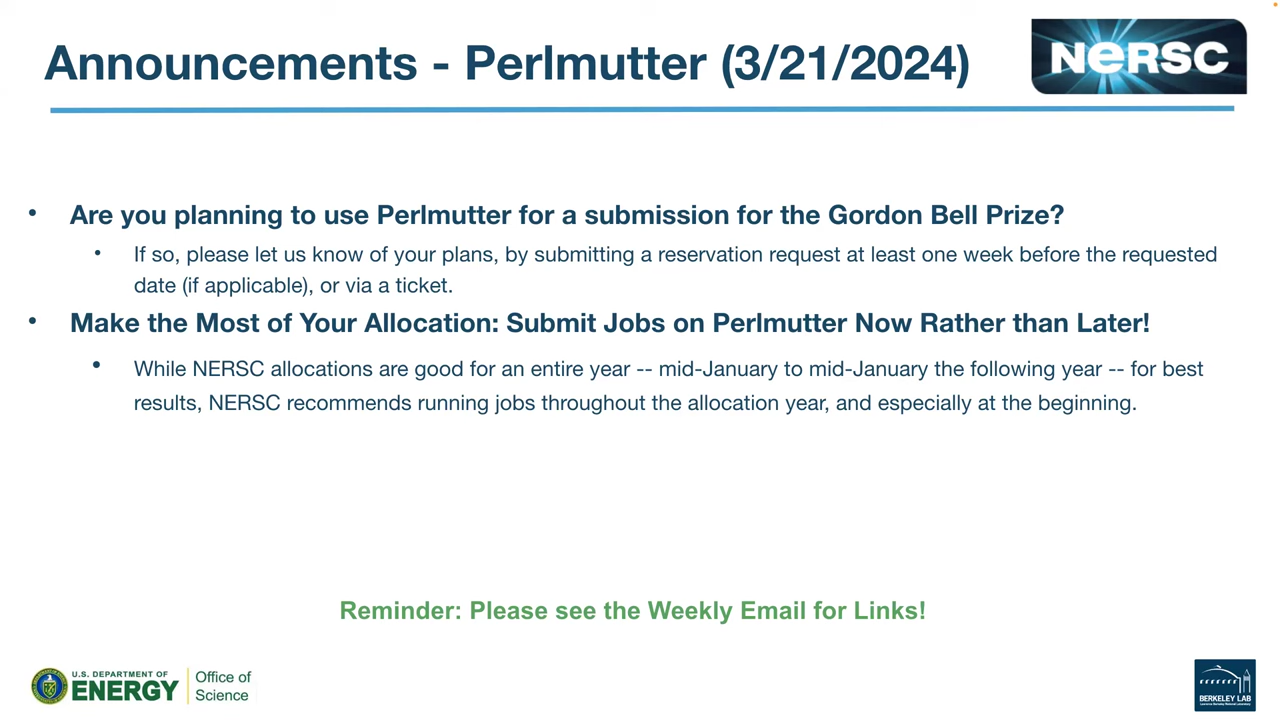 Announcements - Perlmutter (3/21/2024)
NERSC
• Are you planning to use Perlmutter for a submission for the Gordon Bell Prize?
• If so, please let us know of your plans, by submitting a reservation request at least one week before the requested
date (if applicable), or via a ticket.
• Make the Most of Your Allocation: Submit Jobs on Perlmutter Now Rather than Later!
• While NERSC allocations are good for an entire year -- mid-January to mid-January the following year -- for best
results, NERSC recommends running jobs throughout the allocation year, and especially at the beginning.
Reminder: Please see the Weekly Email for Links!
U.S. DEPARTMENT OF
ENERGY
Office of
Science
BERKELEY LAB
Lawrence Berkeley National Laboratory